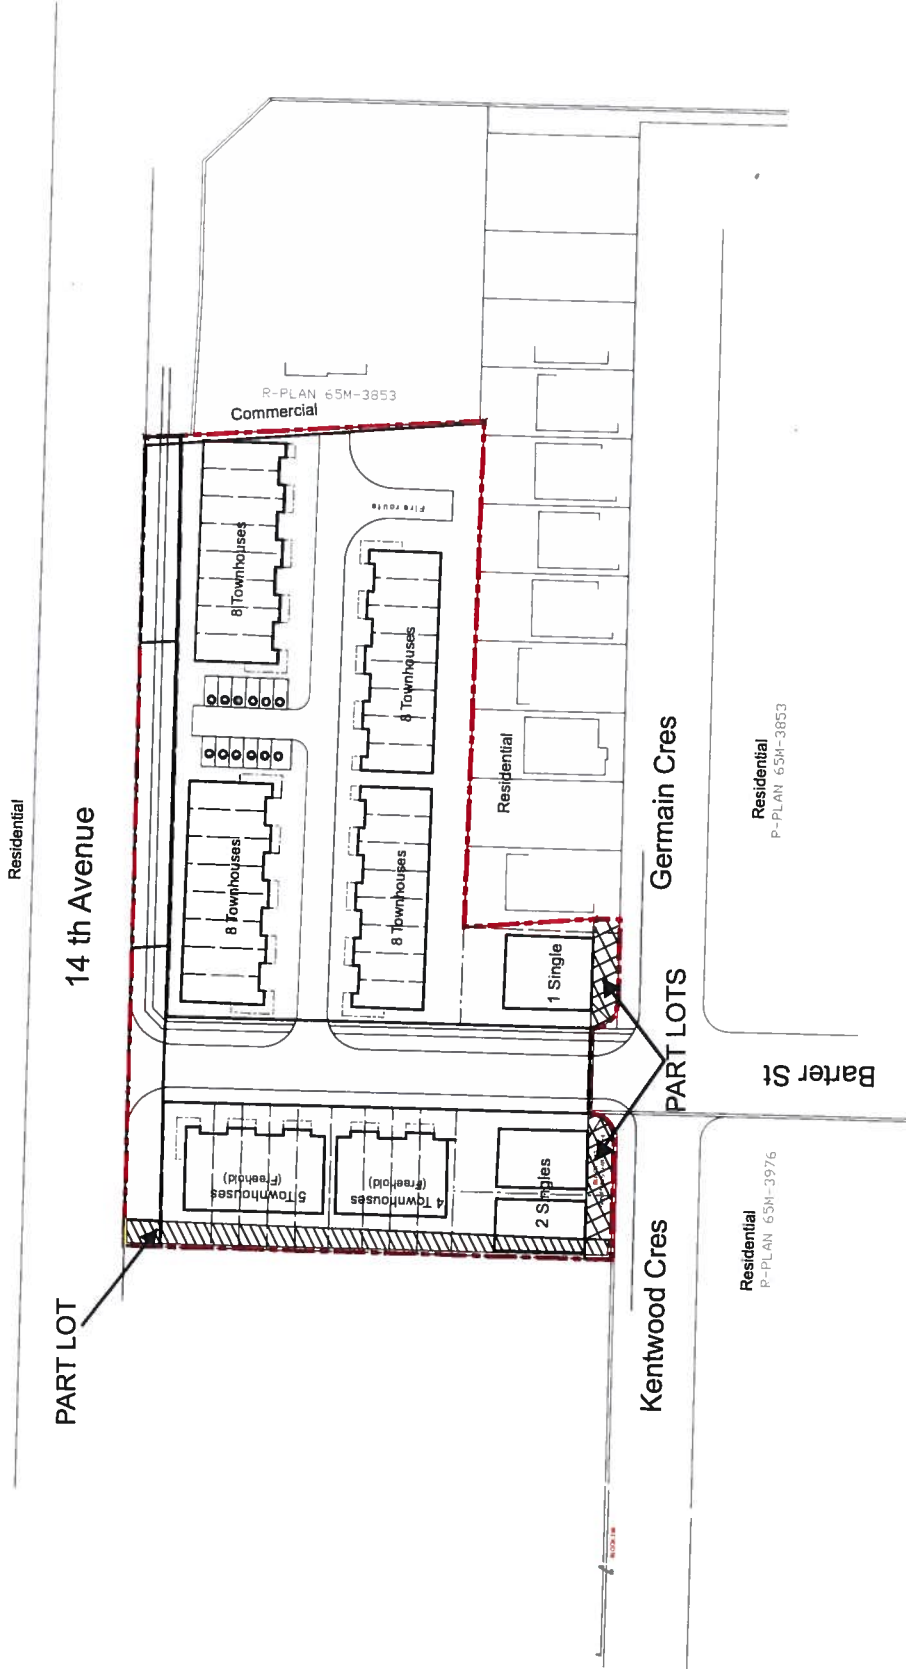 Residential
14 th Avenue
R-PLAN 65M-3853
Commercial
Fire route
8 Townhouses
8 Townhouses
8 Townhouses
8 Townhouses
Residential
1 Single
Germain Cres
Residential
P-PLAN 65M-3853
PART LOTS
Barter St
5 Townhouses
(Freehold)
4 Townhouses
(Freehold)
2 Singles
PART LOT
Kentwood Cres
Residential
P-PLAN 65M-3976